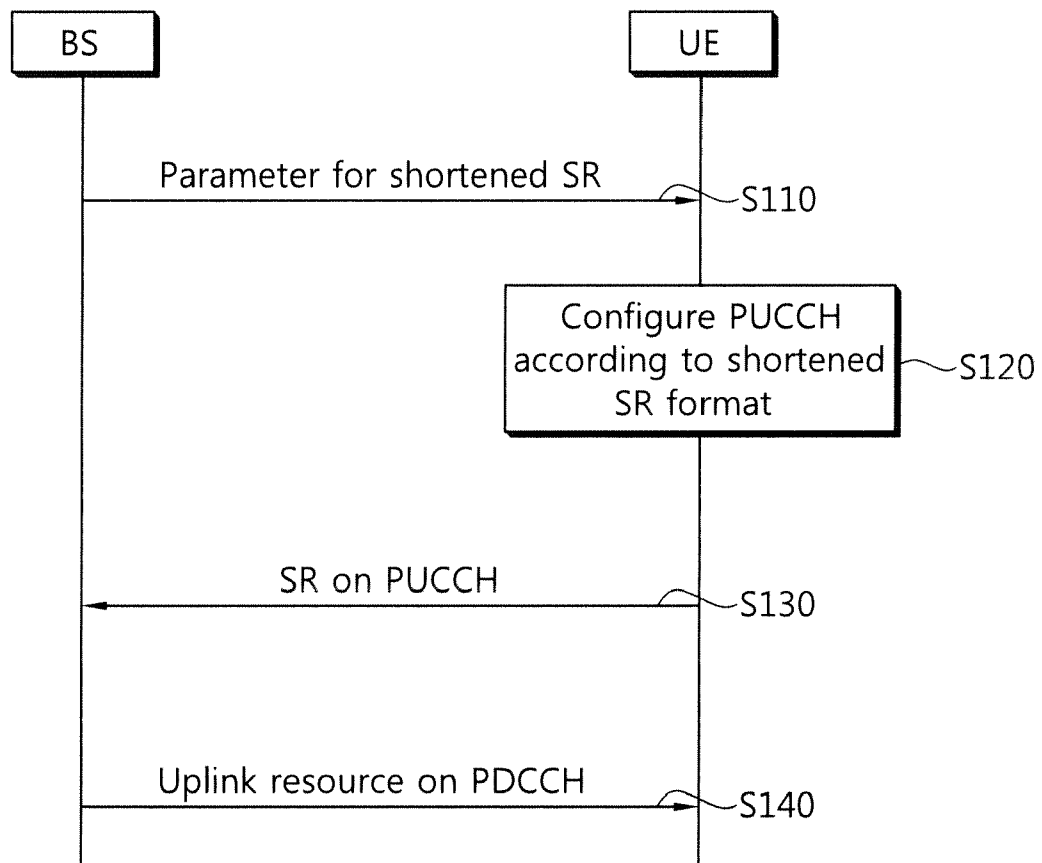 BS
UE
Parameter for shortened SR
S110
Configure PUCCH
according to shortened
SR format
S120
SR on PUCCH
S130
Uplink resource on PDCCH
S140